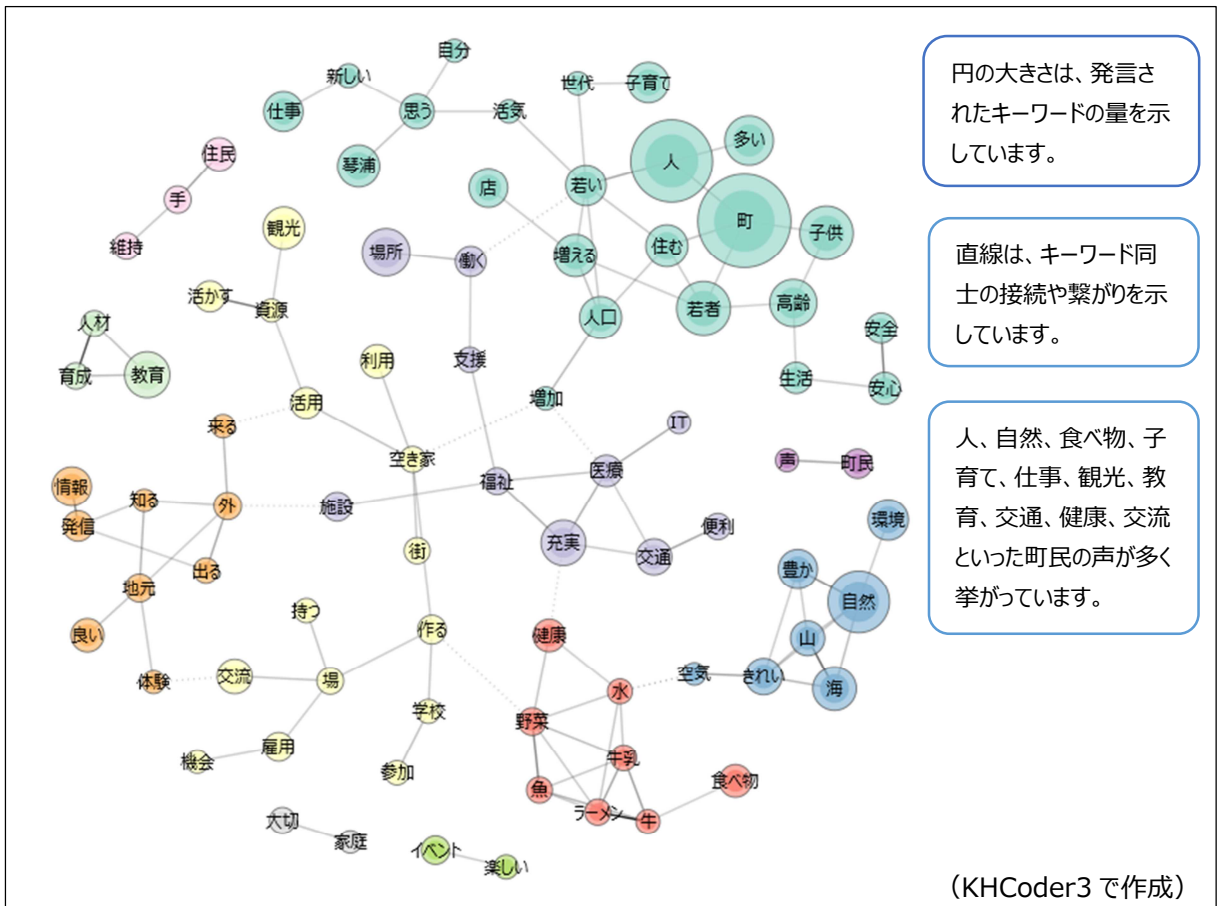 自分
新しい
世代
子育て
仕事
思う
活気
琴浦
人
多い
住民
手
維持
店
若い
町
子供
観光
場所
働く
増える
住む
活かす
資源
人口
若者
高齢
人材
育成
教育
利用
支援
安全
生活
安心
活用
増加
来る
空き家
IT
声
町民
情報
知る
外
施設
福祉
医療
発信
街
充実
交通
便利
環境
地元
出る
豊か
自然
良い
持つ
作る
健康
山
体験
交流
場
空気
きれい
海
水
学校
野菜
機会
雇用
参加
牛乳
魚
食べ物
ラーメン
牛
大切
家庭
イベント
楽しい
円の大きさは、発言さ
れたキーワードの量を示
しています。
直線は、キーワード同
士の接続や繋がりを示
しています。
人、自然、食べ物、子
育て、仕事、観光、教
育、交通、健康、交流
といった町民の声が多く
挙がっています。
（KHCoder3 で作成）